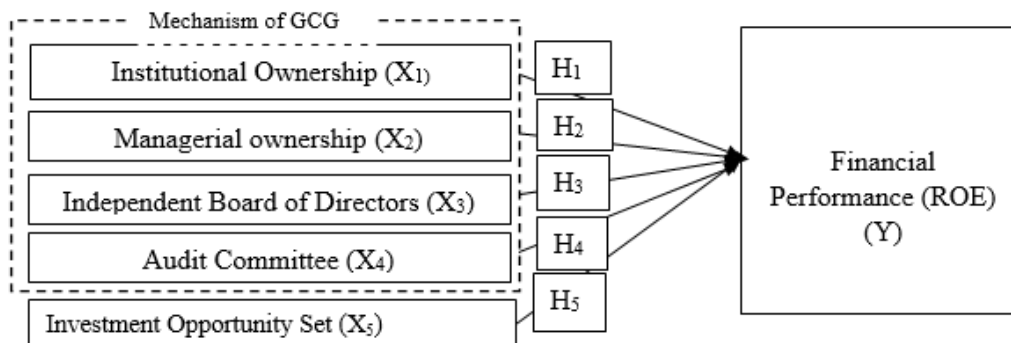 Mechanism of GCG
Institutional Ownership (X1)
Managerial ownership (X2)
Independent Board of Directors (X3)
Audit Committee (X4)
Investment Opportunity Set (X5)
H1
H2
H3
H4
H5
Financial
Performance (ROE)
(Y)